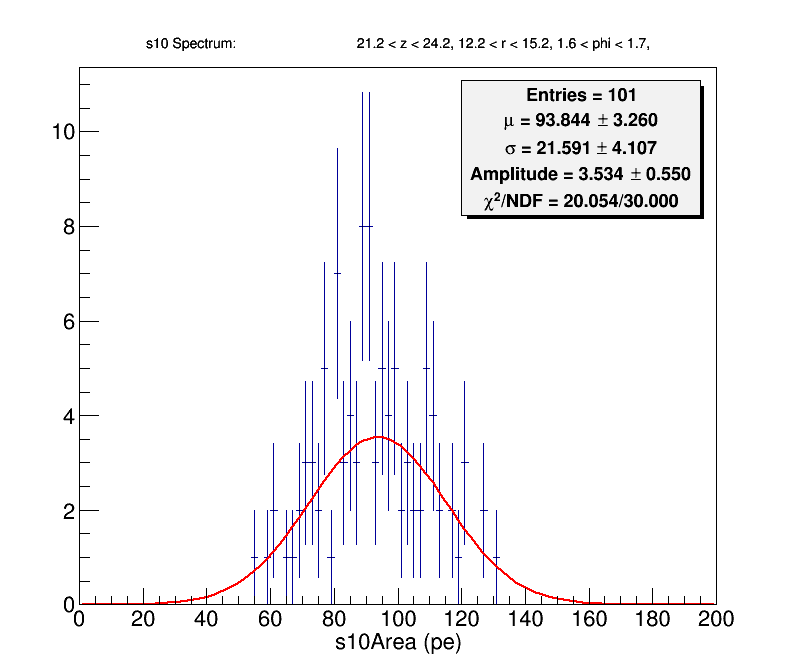 s10 Spectrum: 21.2 < z < 24.2, 12.2 < r < 15.2, 1.6 < phi < 1.7,
Entries = 101
μ = 93.844 ± 3.260
σ = 21.591 ± 4.107
Amplitude = 3.534 ± 0.550
χ²/NDF = 20.054/30.000
10
8
6
4
2
0
0 20 40 60 80 100 120 140 160 180 200
s10Area (pe)